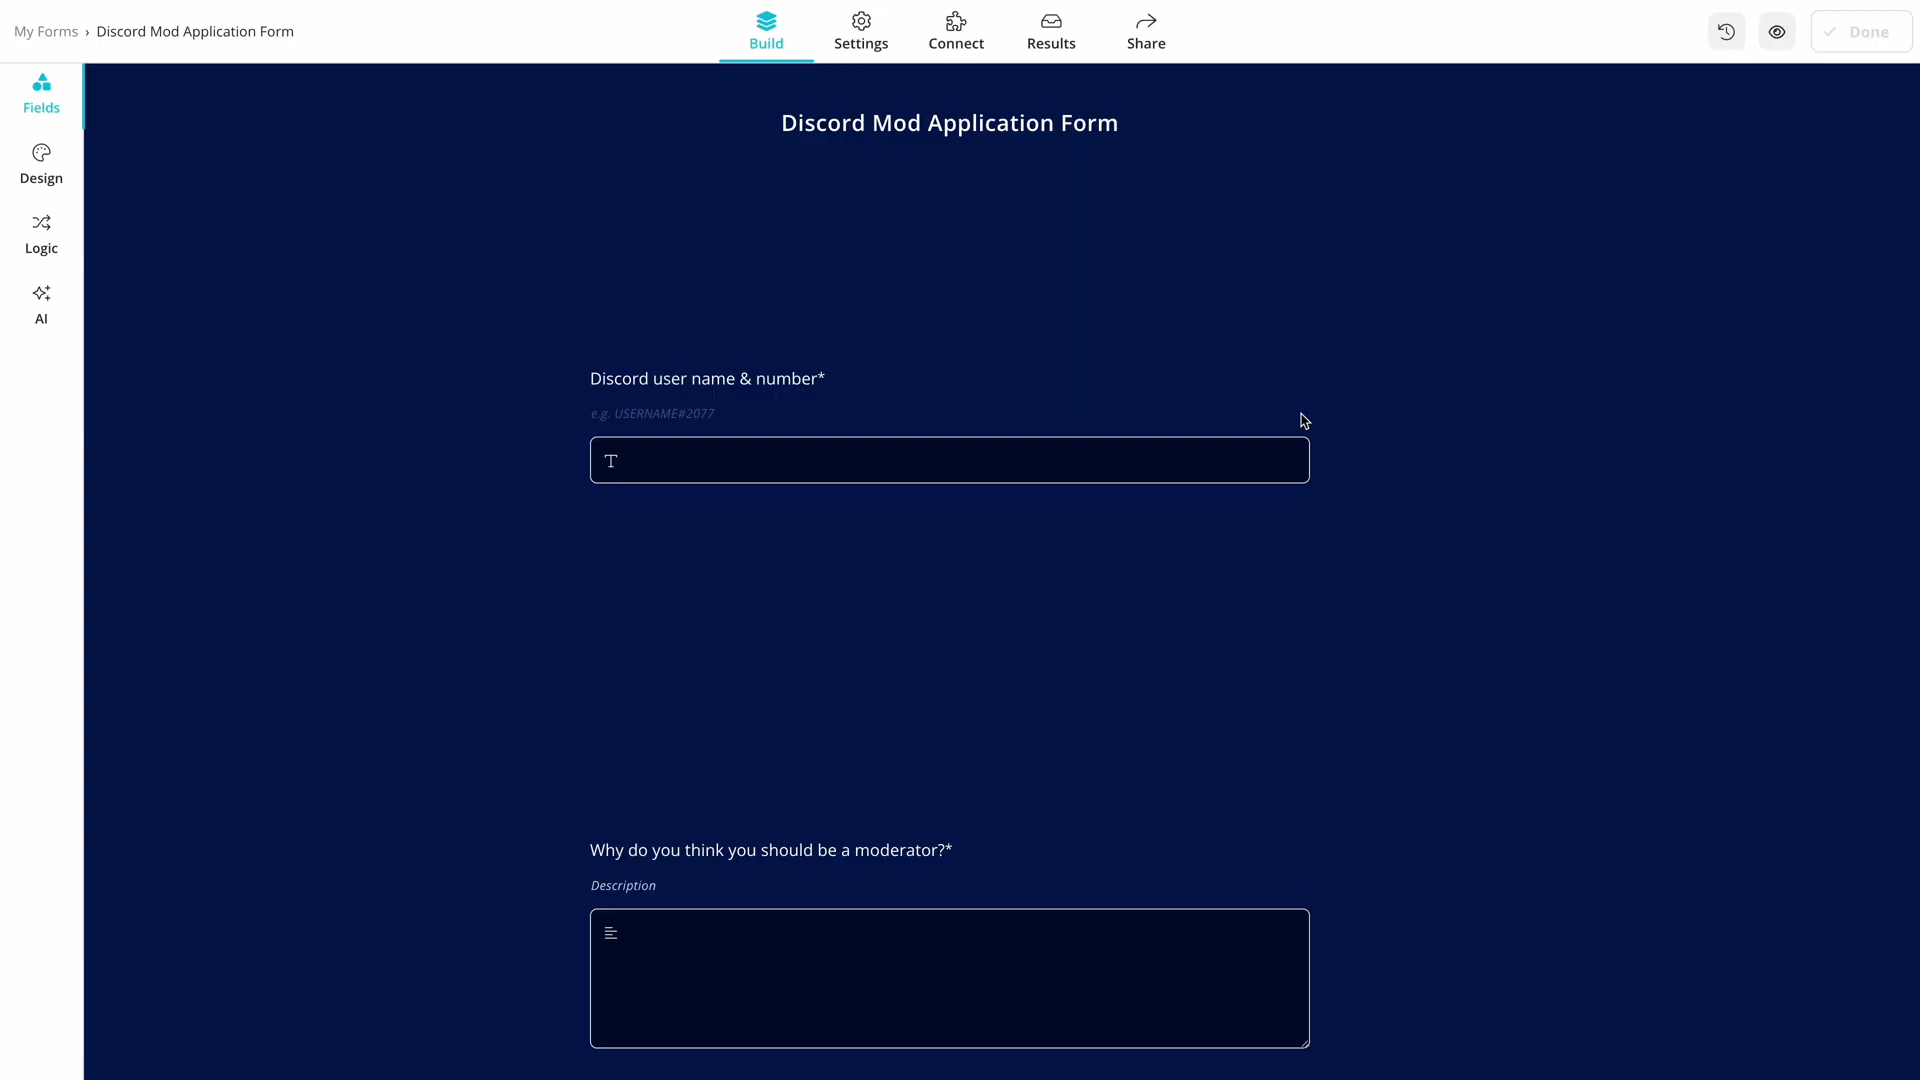 My Forms › Discord Mod Application Form
Build
Settings
Connect
Results
Share
Done
Fields
Design
Logic
AI
Discord Mod Application Form
Discord user name & number*
e.g. USERNAME#2077
Why do you think you should be a moderator?*
Description